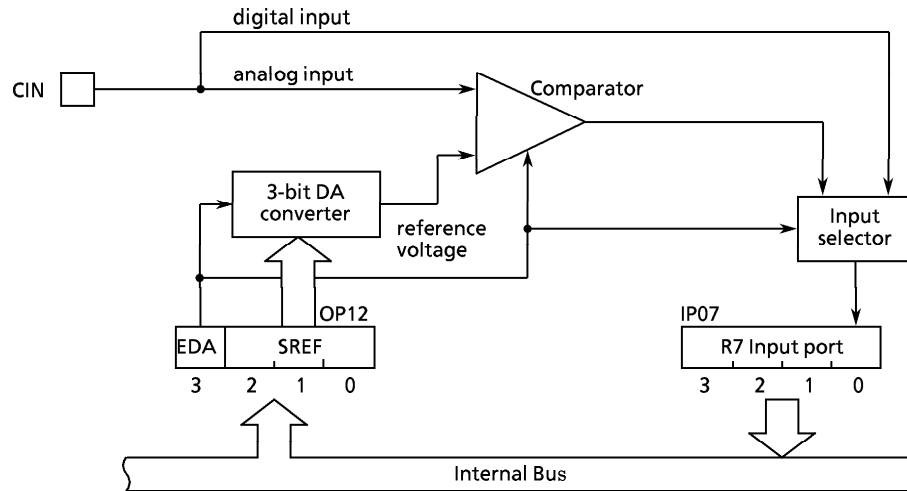 digital input
CIN
analog input
Comparator
3-bit DA
converter
reference
voltage
Input
selector
OP12
IP07
EDA
SREF
R7 Input port
3 2 1 0
3 2 1 0
Internal Bus